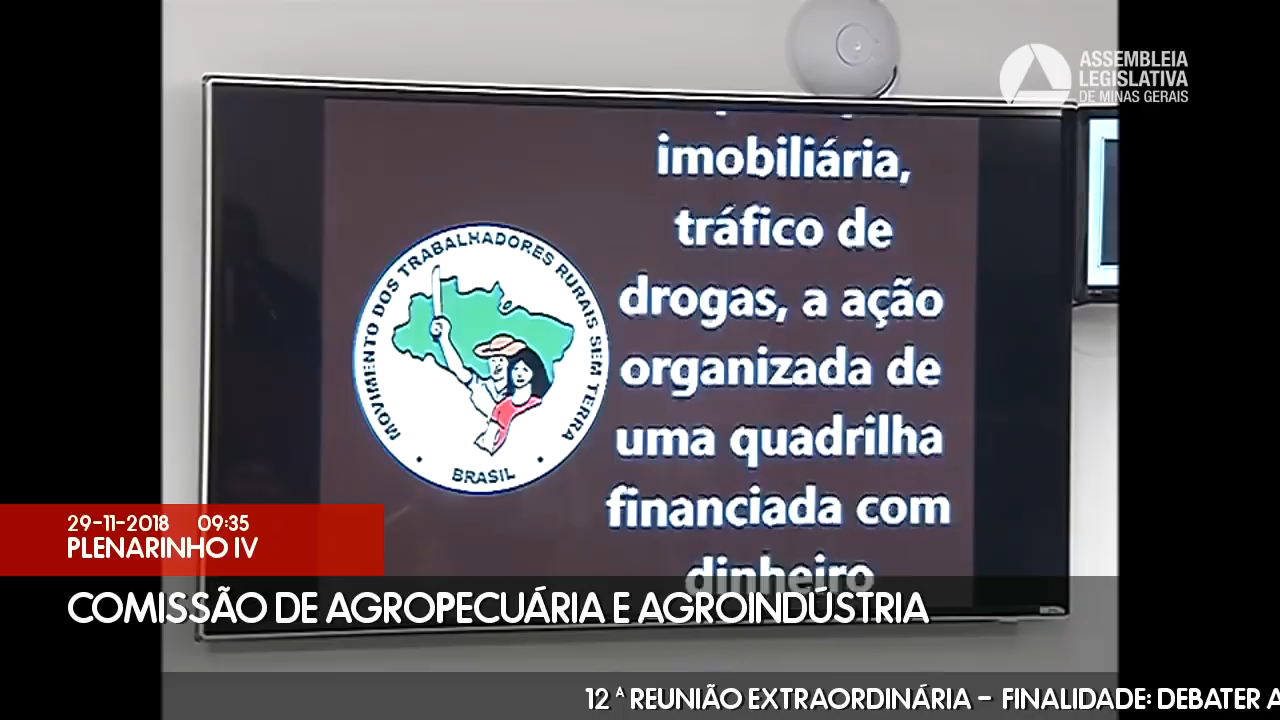 ASSEMBLEIA
LEGISLATIVA
DE MINAS GERAIS
imobiliária,
tráfico de
drogas, a ação
organizada de
uma quadrilha
financiada com
dinheiro
MOVIMENTO DOS TRABALHADORES RURAIS SEM TERRA
• BRASIL •
29-11-2018 09:35
PLENARINHO IV
COMISSÃO DE AGROPECUÁRIA E AGROINDÚSTRIA
12ª REUNIÃO EXTRAORDINÁRIA - FINALIDADE: DEBATER A